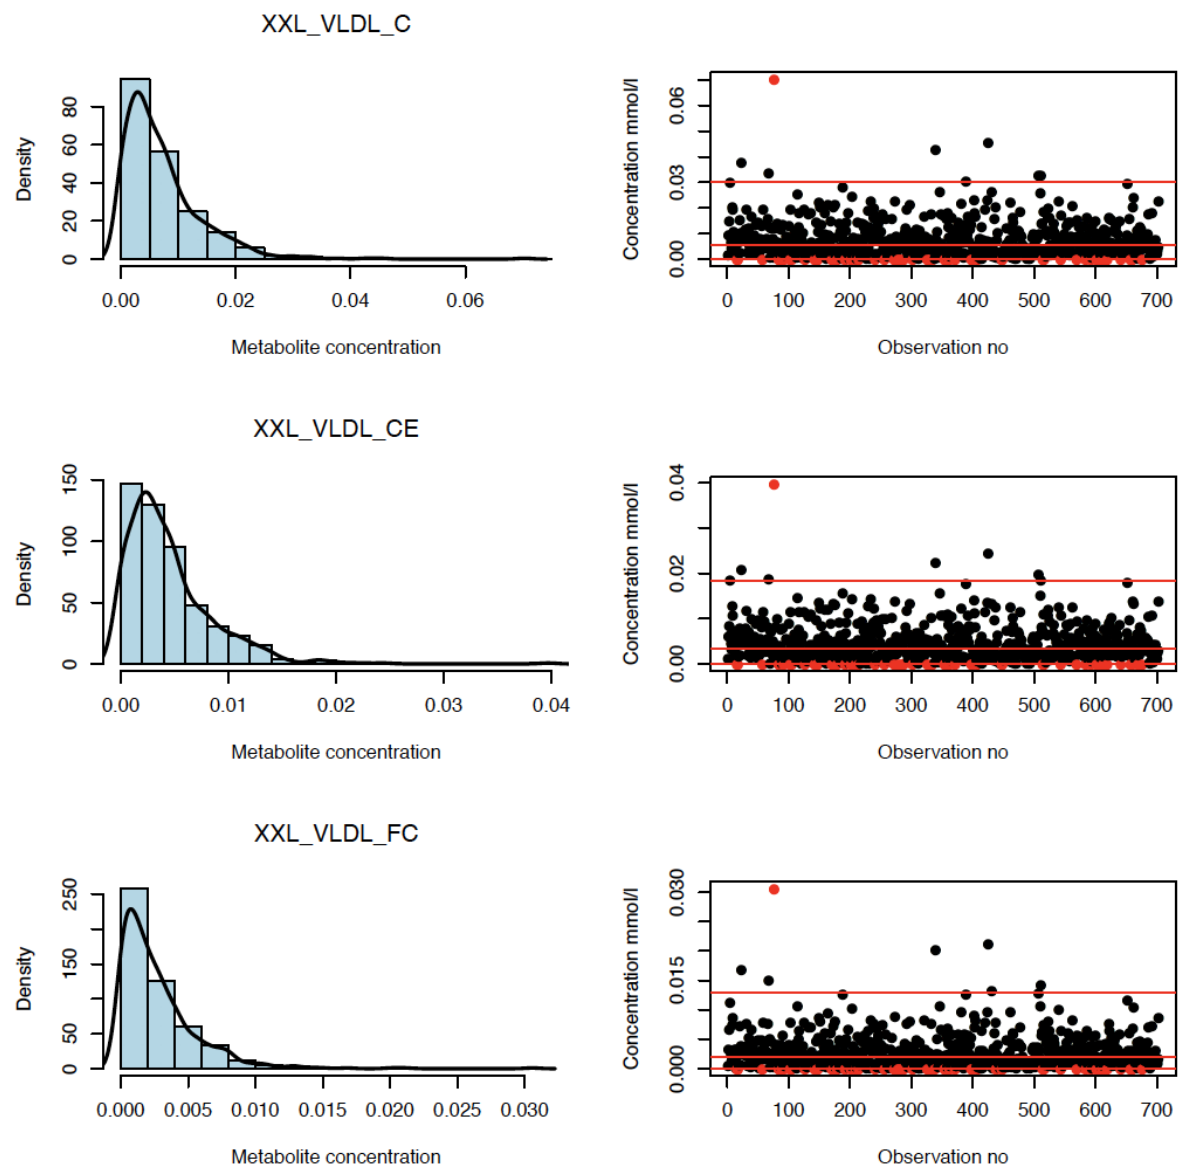 XXL_VLDL_C
Density
0 20 40 60 80
0.00 0.02 0.04 0.06
Metabolite concentration
Concentration mmol/l
0.00 0.03 0.06
0 100 200 300 400 500 600 700
Observation no
XXL_VLDL_CE
Density
0 50 100 150
0.00 0.01 0.02 0.03 0.04
Metabolite concentration
Concentration mmol/l
0.00 0.02 0.04
0 100 200 300 400 500 600 700
Observation no
XXL_VLDL_FC
Density
0 50 150 250
0.000 0.005 0.010 0.015 0.020 0.025 0.030
Metabolite concentration
Concentration mmol/l
0.000 0.015 0.030
0 100 200 300 400 500 600 700
Observation no